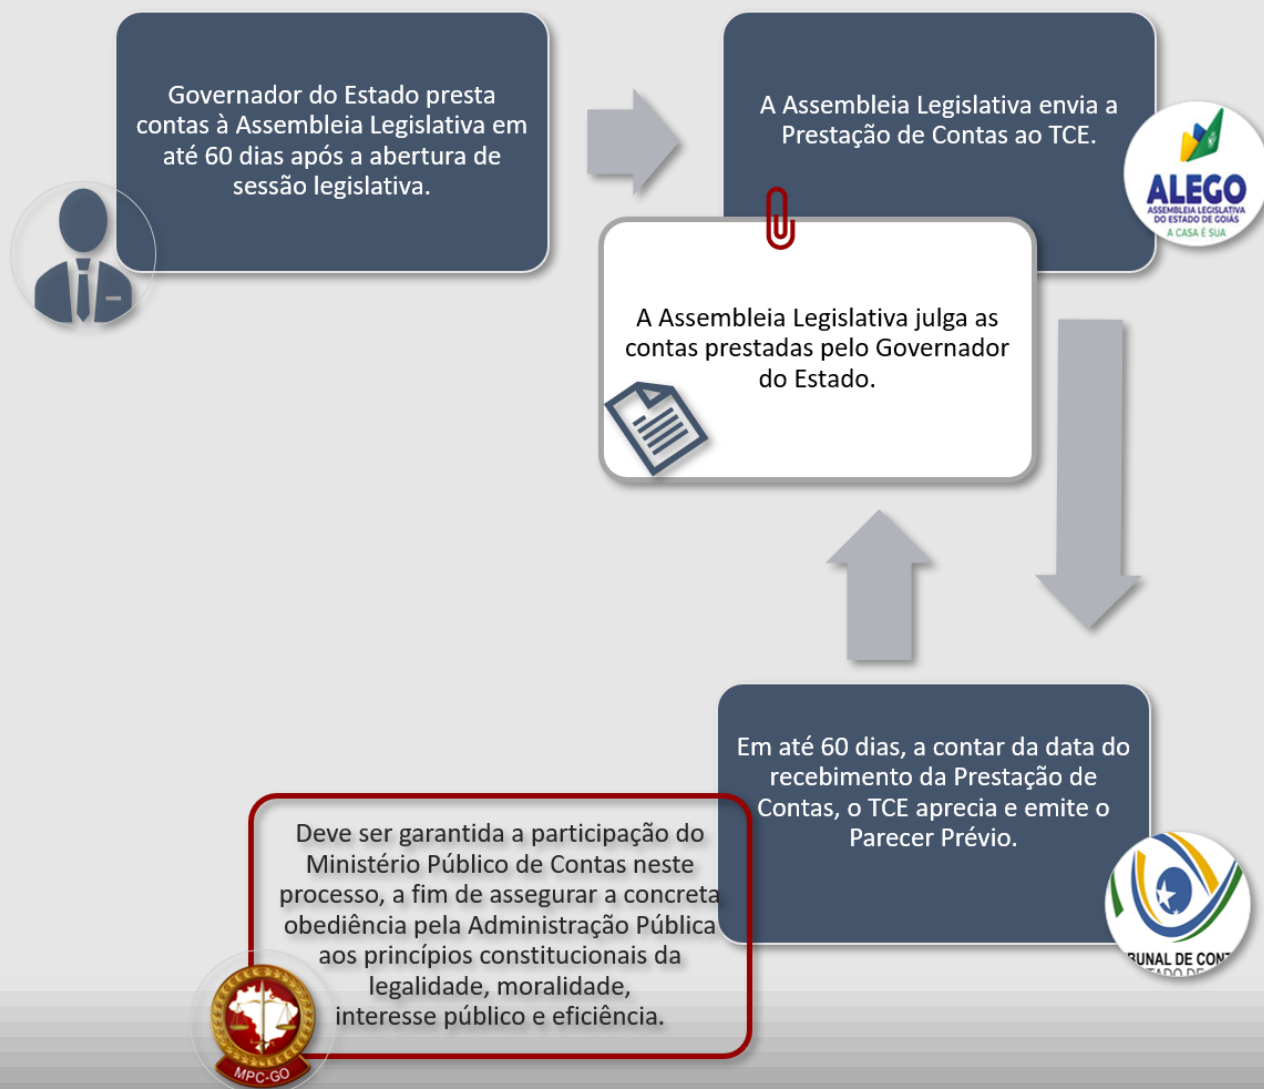 Governador do Estado presta
contas à Assembleia Legislativa em
até 60 dias após a abertura de
sessão legislativa.
A Assembleia Legislativa envia a
Prestação de Contas ao TCE.
ALEGO
ASSEMBLEIA LEGISLATIVA
DO ESTADO DE GOIÁS
A CASA É SUA
A Assembleia Legislativa julga as
contas prestadas pelo Governador
do Estado.
Em até 60 dias, a contar da data do
recebimento da Prestação de
Contas, o TCE aprecia e emite o
Parecer Prévio.
Deve ser garantida a participação do
Ministério Público de Contas neste
processo, a fim de assegurar a concreta
obediência pela Administração Pública
aos princípios constitucionais da
legalidade, moralidade,
interesse público e eficiência.
MPC-GO